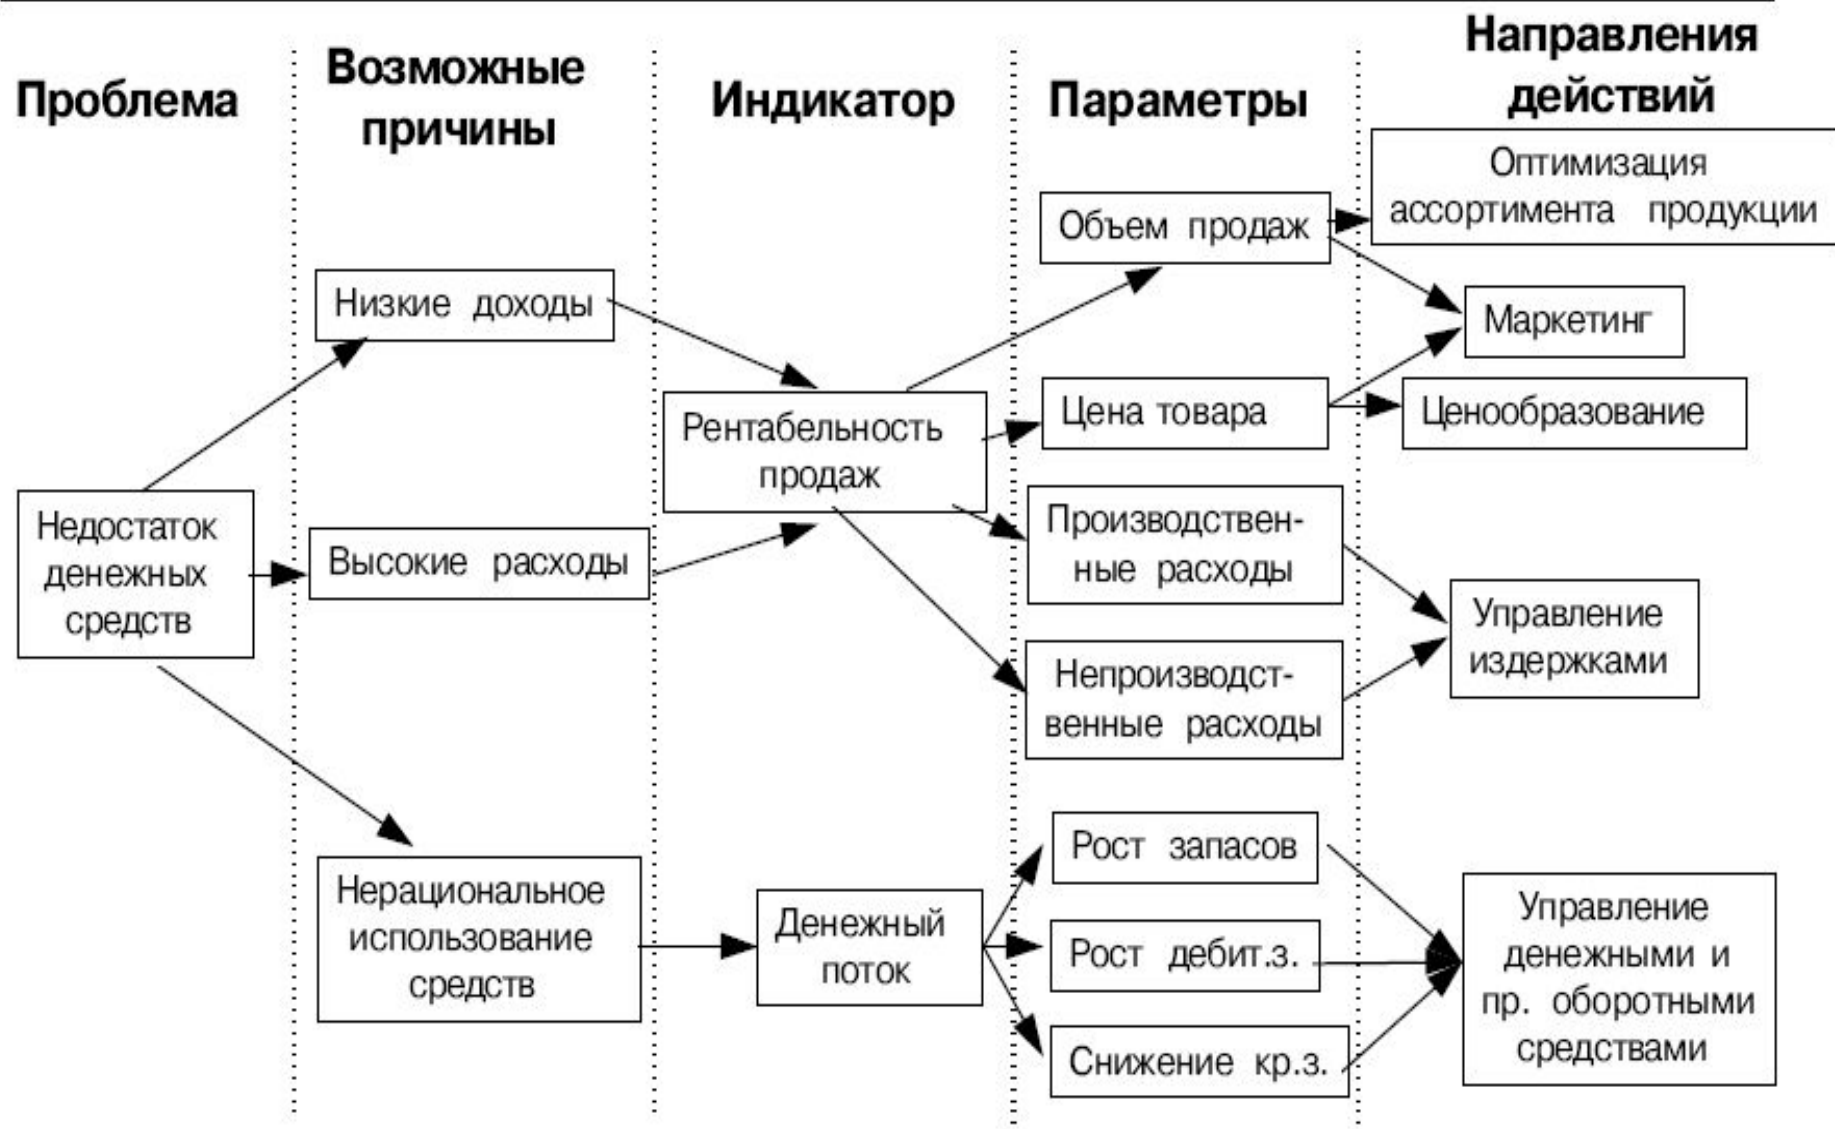 Проблема
Возможные
причины
Индикатор
Параметры
Направления
действий
Недостаток
денежных
средств
Низкие доходы
Высокие расходы
Нерациональное
использование
средств
Рентабельность
продаж
Денежный
поток
Объем продаж
Цена товара
Производствен-
ные расходы
Непроизводст-
венные расходы
Рост запасов
Рост дебит.з.
Снижение кр.з.
Оптимизация
ассортимента продукции
Маркетинг
Ценообразование
Управление
издержками
Управление
денежными и
пр. оборотными
средствами